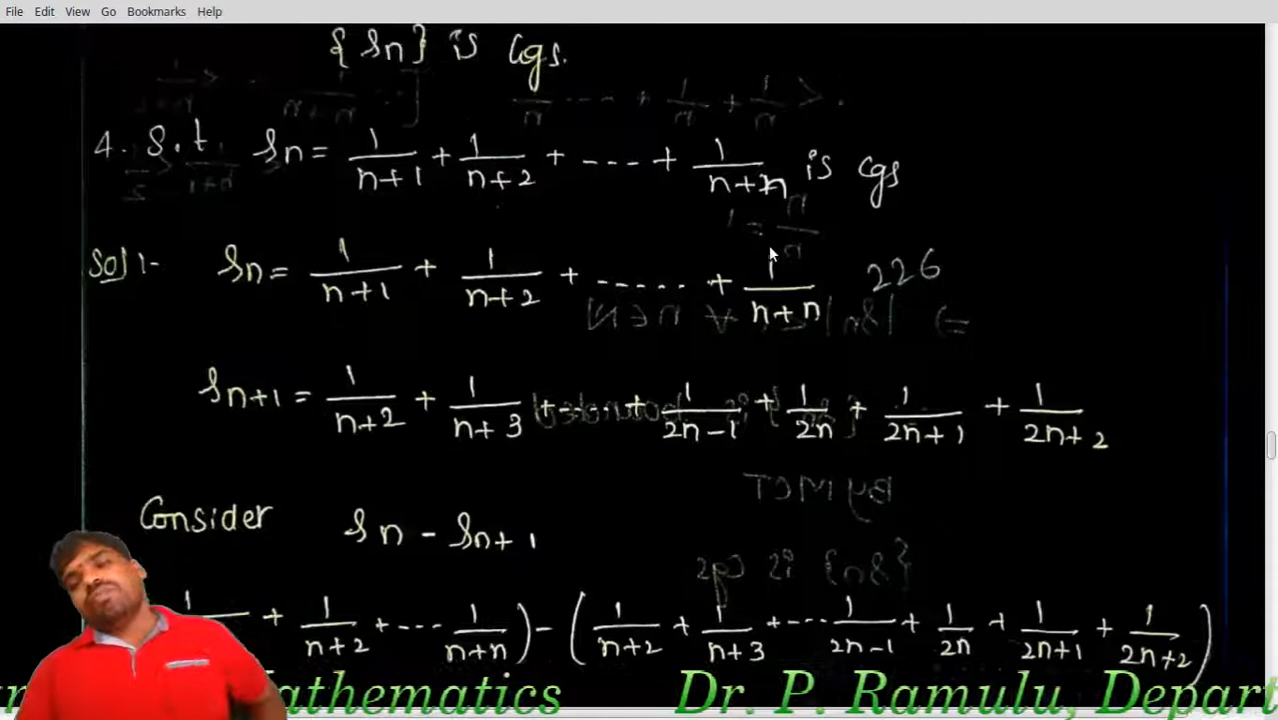 File Edit View Go Bookmarks Help
{Sn} is cgs.
4. S.t Sn = 1/(n+1) + 1/(n+2) + ---- + 1/(n+n) is cgs
Sol:- Sn = 1/(n+1) + 1/(n+2) + ...... + 1/(n+n) 226
Sn+1 = 1/(n+2) + 1/(n+3) + --- + 1/(2n-1) + 1/2n + 1/(2n+1) + 1/(2n+2)
Consider Sn - Sn+1
+ 1/(n+2) + --- 1/(n+n)) - (1/(n+2) + 1/(n+3) + --- 1/(2n-1) + 1/2n + 1/(2n+1) + 1/(2n+2))
Dr. P. Ramulu,